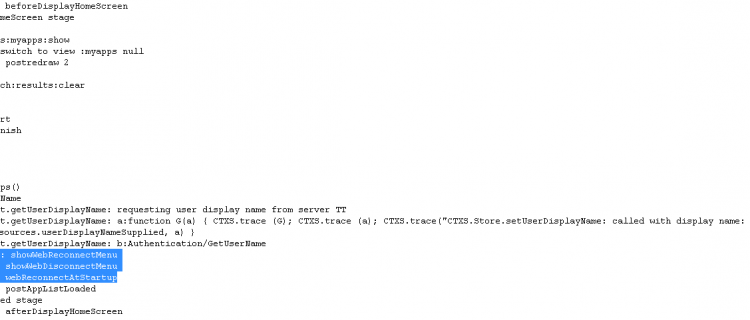 beforeDisplayHomeScreen
meScreen stage
s:myapps:show
switch to view :myapps null
postredraw 2
ch:results:clear
rt
nish
ps()
Name
t.getUserDisplayName: requesting user display name from server TT
t.getUserDisplayName: a:function G(a) { CTXS.trace (G); CTXS.trace (a); CTXS.trace("CTXS.Store.setUserDisplayName: called with display name:
sources.userDisplayNameSupplied, a) }
t.getUserDisplayName: b:Authentication/GetUserName
: showWebReconnectMenu
showWebDisconnectMenu
webReconnectAtStartup
postAppListLoaded
ed stage
afterDisplayHomeScreen